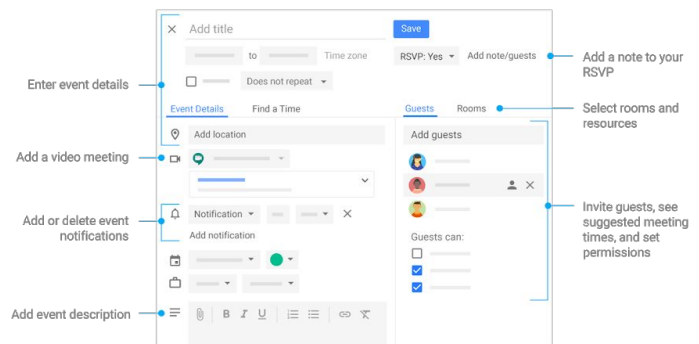 Add title
Save
to
Time zone
RSVP: Yes
Add note/guests
Add a note to your
RSVP
Enter event details
Does not repeat
Event Details
Find a Time
Guests
Rooms
Select rooms and
resources
Add location
Add guests
Add a video meeting
Add or delete event
notifications
Notification
Add notification
Invite guests, see
suggested meeting
times, and set
permissions
Guests can:
Add event description
B I U